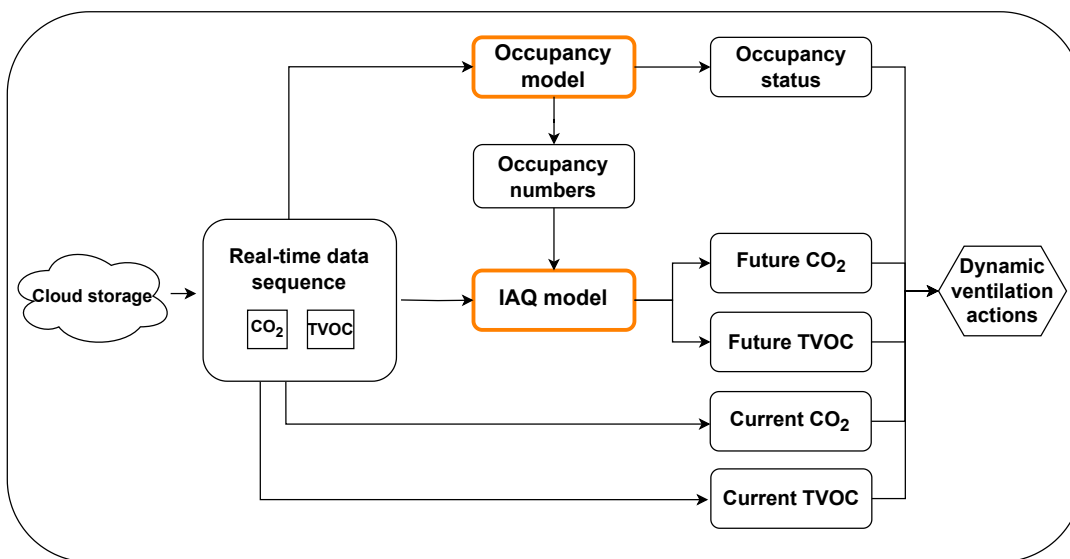 Occupancy
model
Occupancy
status
Occupancy
numbers
Real-time data
sequence
CO₂
TVOC
Cloud storage
IAQ model
Future CO₂
Future TVOC
Current CO₂
Current TVOC
Dynamic
ventilation
actions